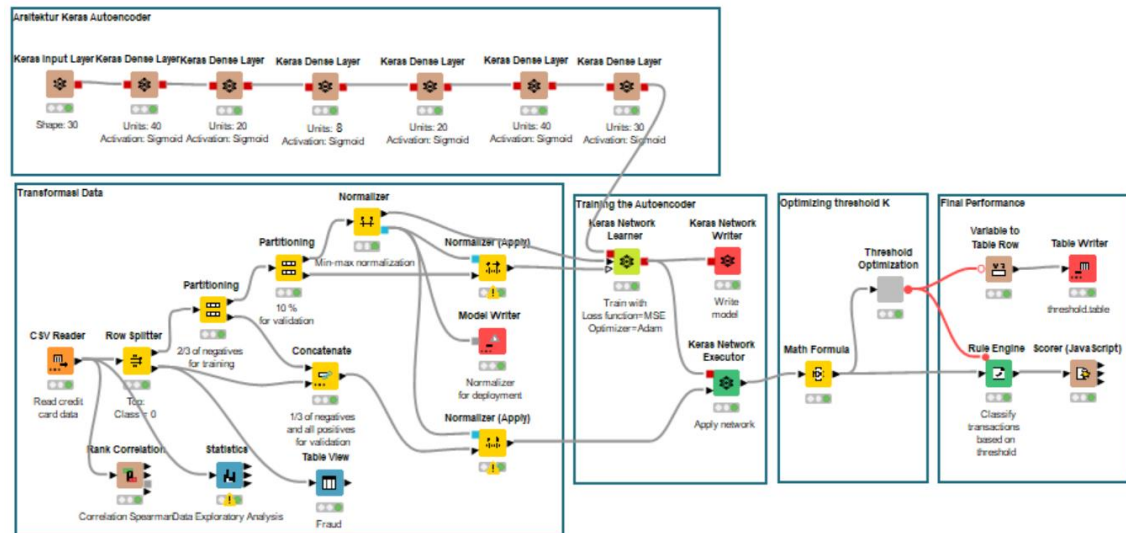 Arsitektur Keras Autoencoder
Keras Input Layer
Keras Dense Layer
Keras Dense Layer
Keras Dense Layer
Keras Dense Layer
Keras Dense Layer
Keras Dense Layer
Shape: 30
Units: 40
Activation: Sigmoid
Units: 20
Activation: Sigmoid
Units: 8
Activation: Sigmoid
Units: 20
Activation: Sigmoid
Units: 40
Activation: Sigmoid
Units: 30
Activation: Sigmoid
Transformasi Data
Normalizer
Min-max normalization
Partitioning
10 %
for validation
Normalizer (Apply)
Partitioning
2/3 of negatives
for training
Model Writer
Normalizer
for deployment
CSV Reader
Read credit
card data
Row Splitter
Top:
Class = 0
Concatenate
1/3 of negatives
and all positives
for validation
Normalizer (Apply)
Rank Correlation
Correlation Spearman
Statistics
Data Exploratory Analysis
Table View
Fraud
Training the Autoencoder
Keras Network
Learner
Train with
Loss function=MSE
Optimizer=Adam
Keras Network
Writer
Write
model
Keras Network
Executor
Apply network
Optimizing threshold K
Threshold
Optimization
Math Formula
Final Performance
Variable to
Table Row
Table Writer
threshold.table
Rule Engine
Classify
transactions
based on
threshold
Scorer (JavaScript)